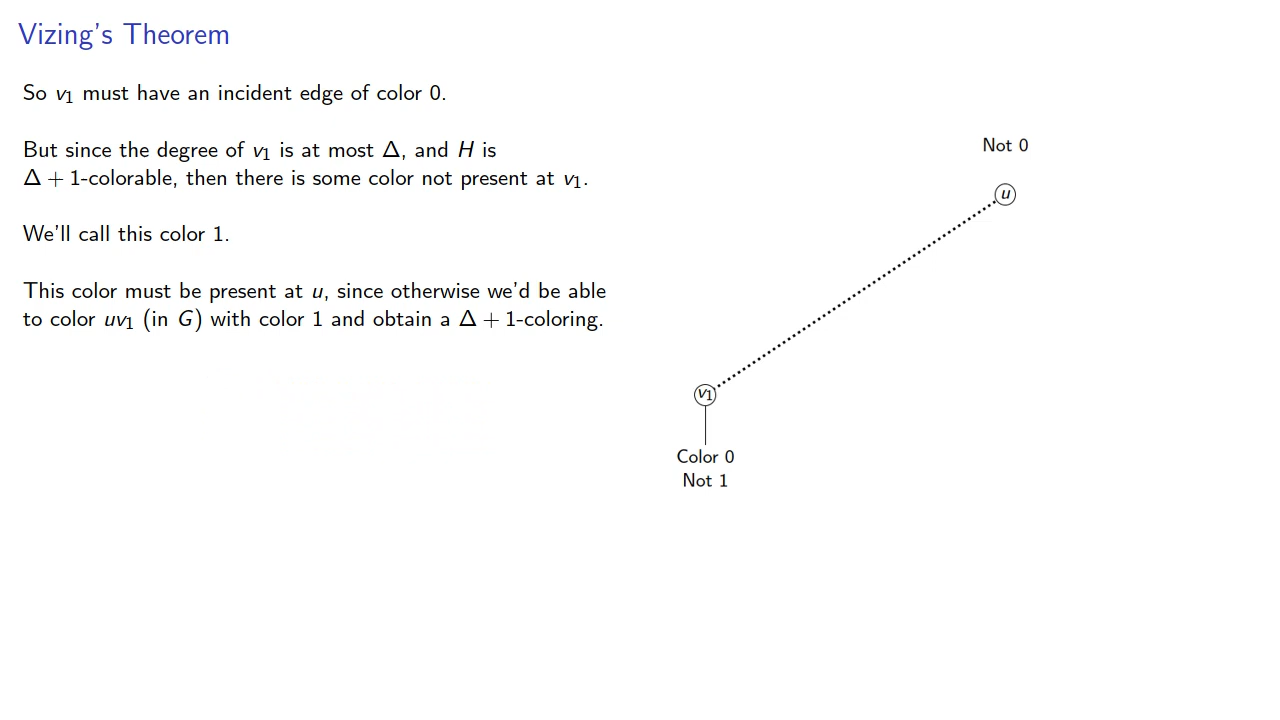 Vizing's Theorem
So v₁ must have an incident edge of color 0.
But since the degree of v₁ is at most Δ, and H is
Δ + 1-colorable, then there is some color not present at v₁.
We'll call this color 1.
This color must be present at u, since otherwise we'd be able
to color uv₁ (in G) with color 1 and obtain a Δ + 1-coloring.
Not 0
u
v₁
Color 0
Not 1